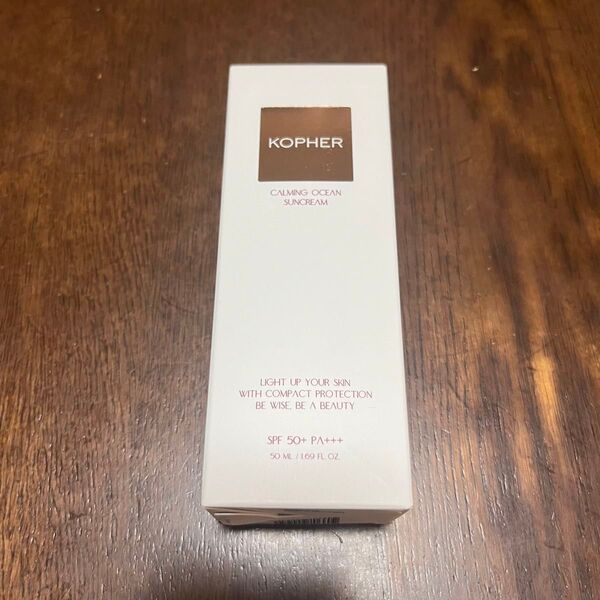 KOPHER
CALMING OCEAN
SUNCREAM
LIGHT UP YOUR SKIN
WITH COMPACT PROTECTION
BE WISE, BE A BEAUTY
SPF 50+ PA+++
50 ML / 1.69 FL. OZ.